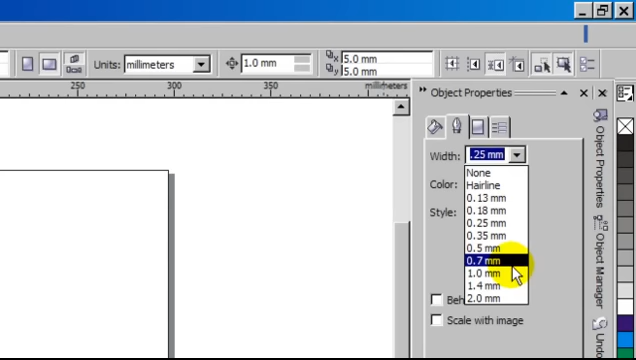 Units: millimeters
1.0 mm
5.0 mm
5.0 mm
250
300
350
millimeters
Object Properties
Width: .25 mm
None
Hairline
0.13 mm
0.18 mm
0.25 mm
0.35 mm
0.5 mm
0.7 mm
1.0 mm
1.4 mm
2.0 mm
Color:
Style:
Beh
Scale with image
Object Properties
Object Manager
Undo